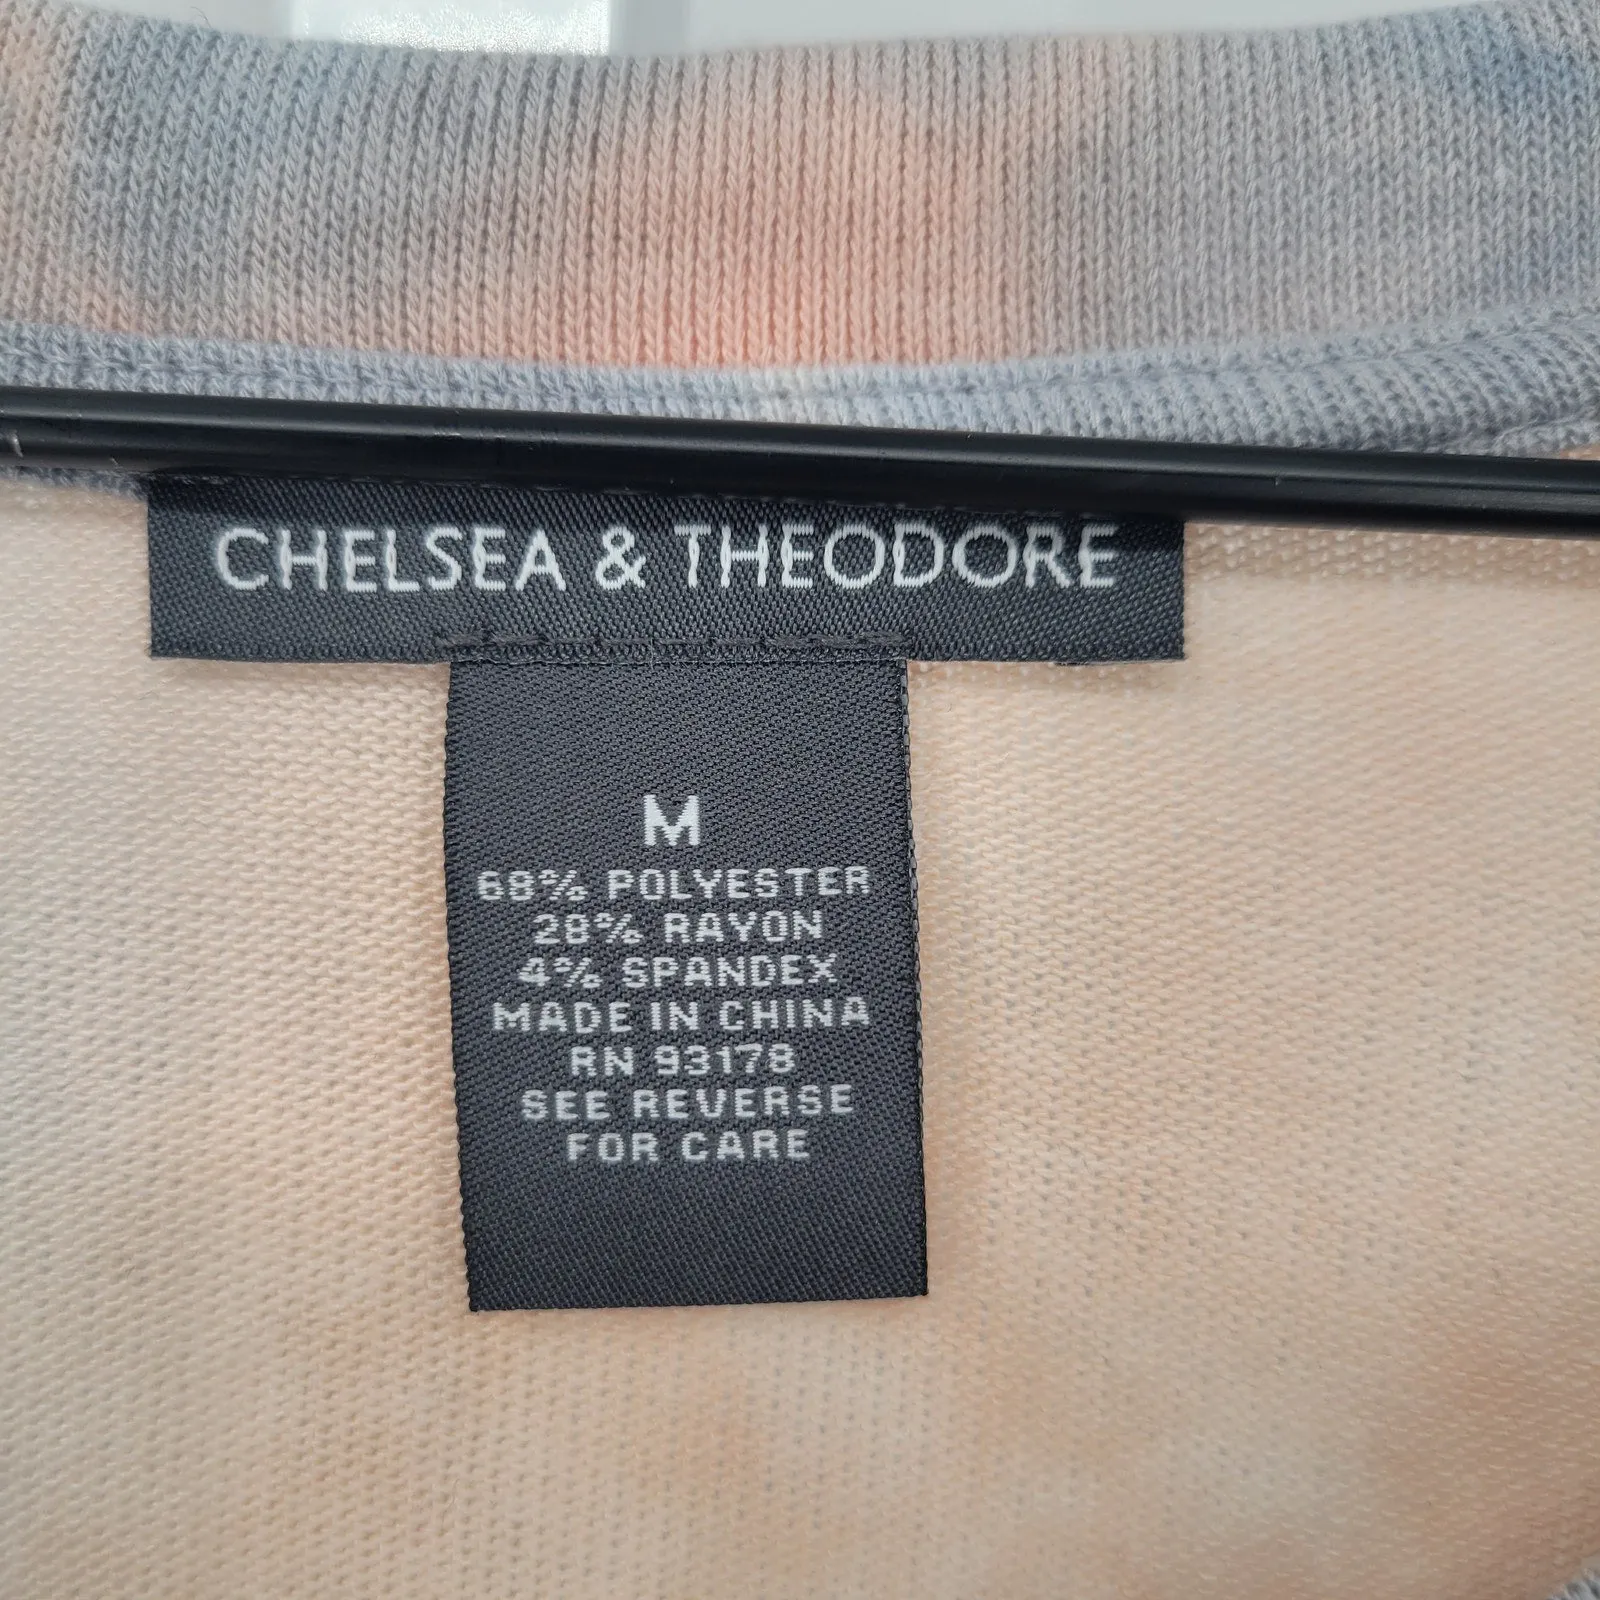 CHELSEA & THEODORE
M
68% POLYESTER
28% RAYON
4% SPANDEX
MADE IN CHINA
RN 93178
SEE REVERSE
FOR CARE